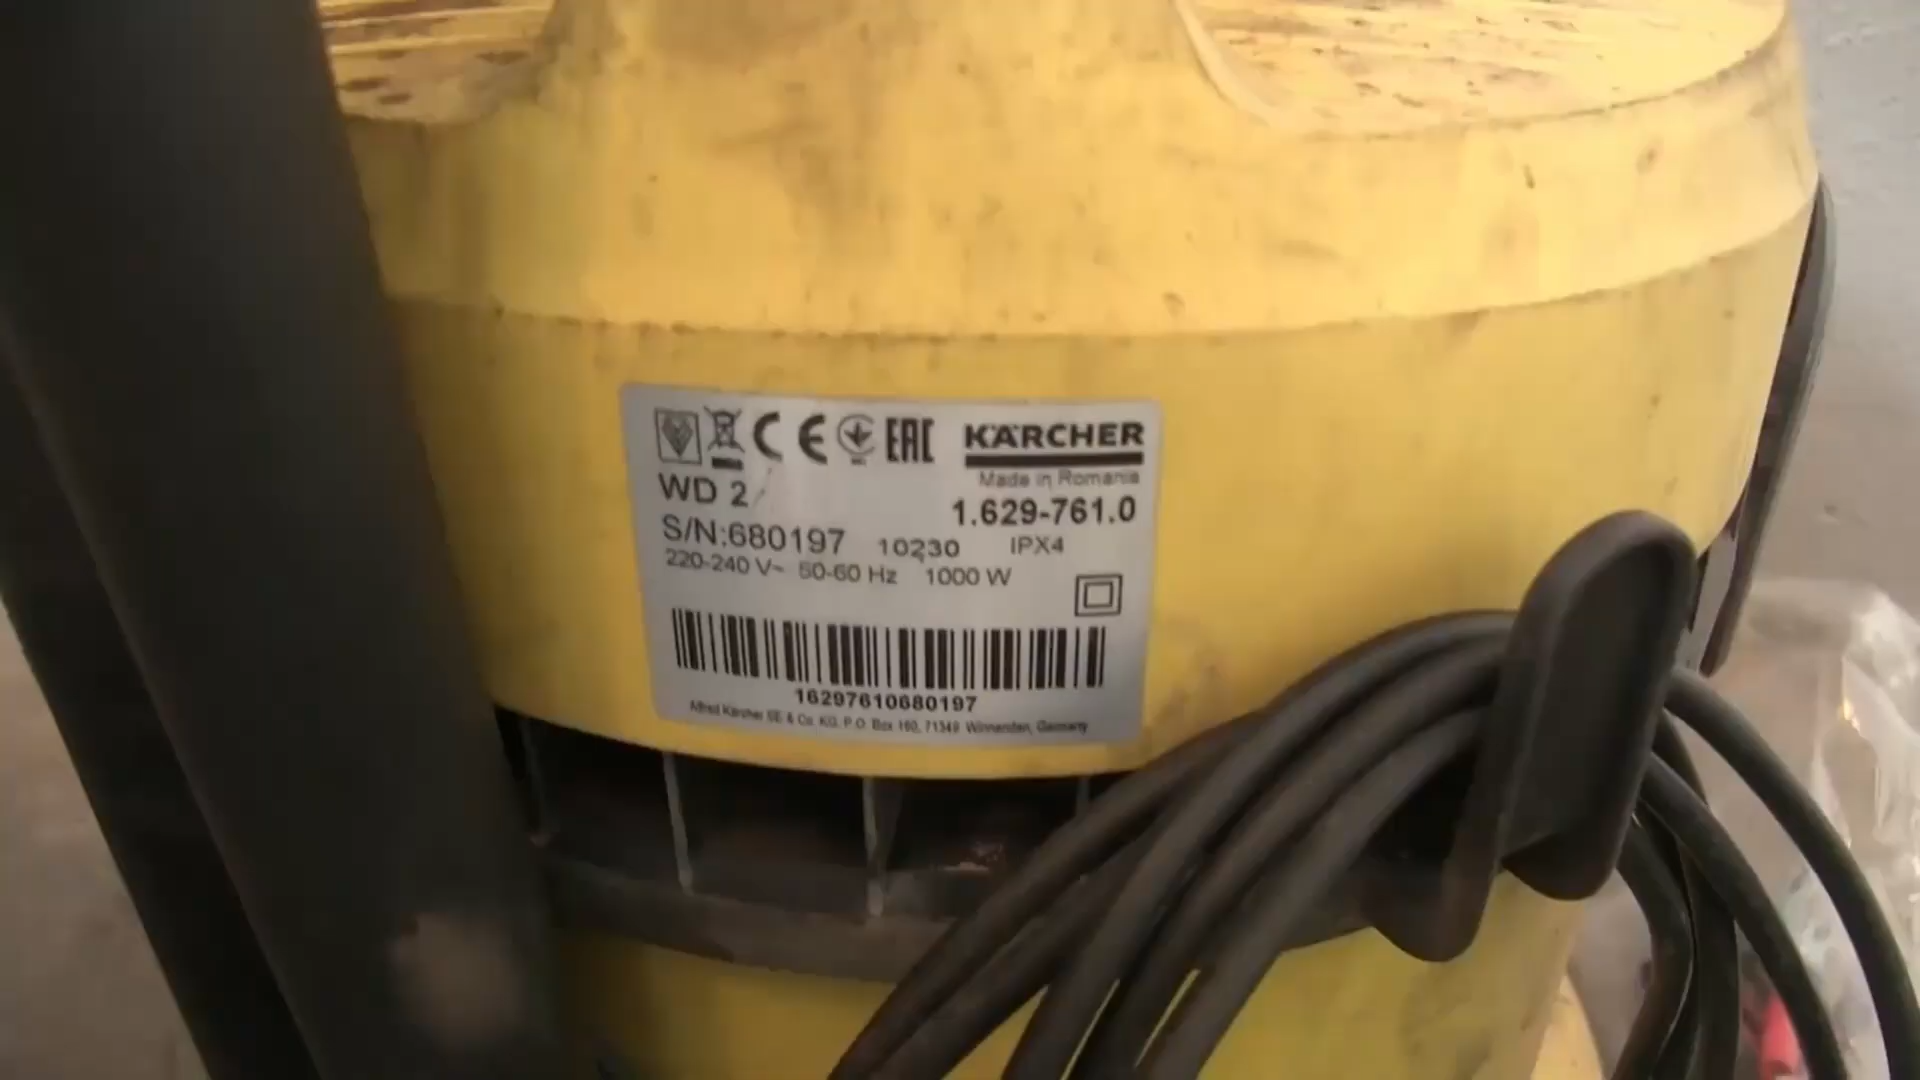 CE EAC KÄRCHER
Made in Romania
WD 2
1.629-761.0
S/N:680197 10230 IPX4
220-240 V~ 50-60 Hz 1000 W
16297610680197
Alfred Kärcher SE & Co. KG. P.O. Box 160, 71349 Winnenden, Germany